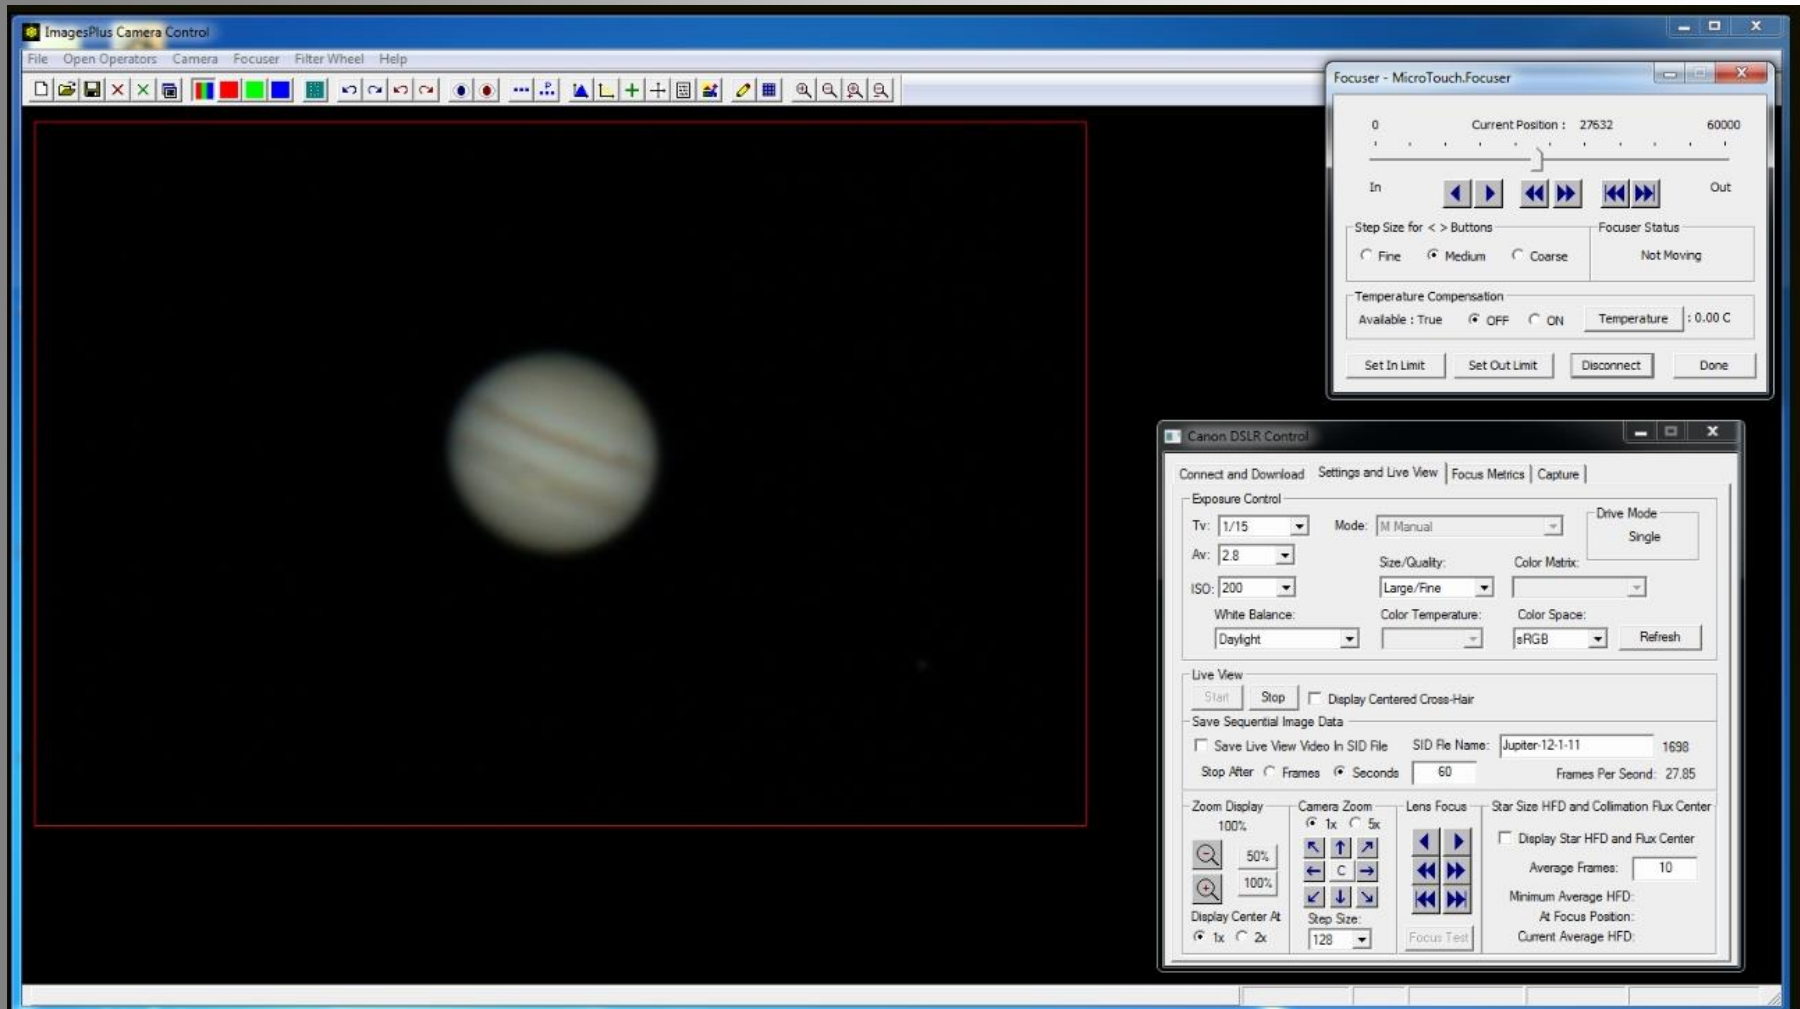 ImagesPlus Camera Control
File Open Operators Camera Focuser Filter Wheel Help
Focuser - MicroTouch.Focuser
0 Current Position : 27632 60000
In Out
Step Size for < > Buttons Focuser Status
Fine Medium Coarse Not Moving
Temperature Compensation
Available : True OFF ON Temperature : 0.00 C
Set In Limit Set Out Limit Disconnect Done
Canon DSLR Control
Connect and Download Settings and Live View Focus Metrics Capture
Exposure Control
Tv: 1/15 Mode: M Manual Drive Mode
Single
Av: 2.8
Size/Quality: Color Matrix:
ISO: 200 Large/Fine
White Balance: Color Temperature: Color Space:
Daylight sRGB Refresh
Live View
Start Stop Display Centered Cross-Hair
Save Sequential Image Data
Save Live View Video In SID File SID File Name: Jupiter-12-1-11 1698
Stop After Frames Seconds 60 Frames Per Seond: 27.85
Zoom Display Camera Zoom Lens Focus Star Size HFD and Collimation Flux Center
100% 1x 5x
Display Star HFD and Flux Center
50%
C Average Frames: 10
100%
Minimum Average HFD:
Display Center At Step Size: At Focus Position:
1x 2x 128 Focus Test Current Average HFD: